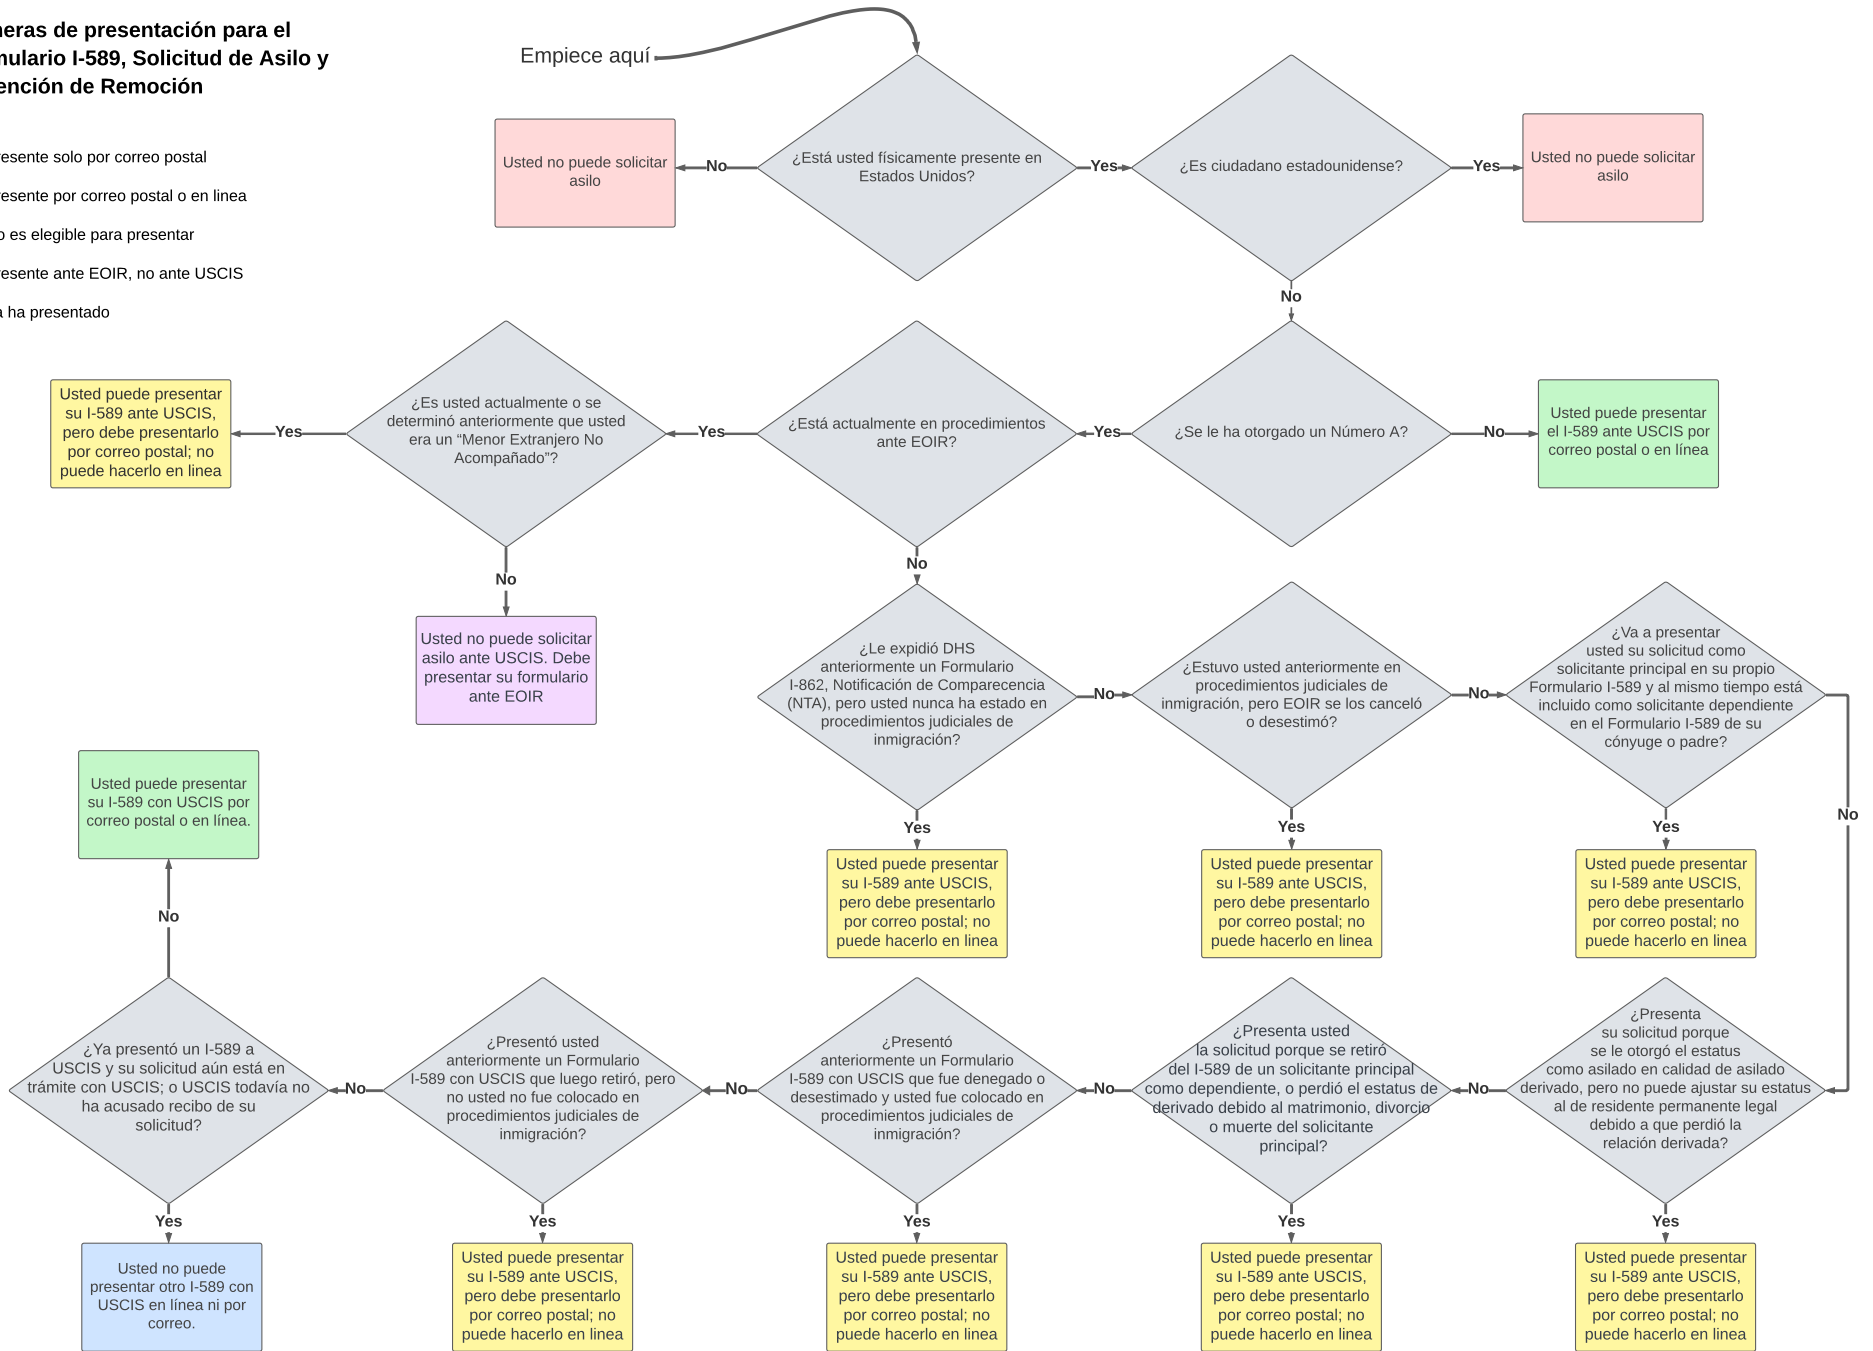 neras de presentación para el
mulario I-589, Solicitud de Asilo y
ención de Remoción
resente solo por correo postal
resente por correo postal o en linea
o es elegible para presentar
resente ante EOIR, no ante USCIS
a ha presentado
Empiece aquí
Usted no puede solicitar
asilo
No
¿Está usted físicamente presente en
Estados Unidos?
Yes
¿Es ciudadano estadounidense?
Yes
Usted no puede solicitar
asilo
No
Usted puede presentar
su I-589 ante USCIS,
pero debe presentarlo
por correo postal; no
puede hacerlo en linea
Yes
¿Es usted actualmente o se
determinó anteriormente que usted
era un “Menor Extranjero No
Acompañado”?
Yes
¿Está actualmente en procedimientos
ante EOIR?
Yes
¿Se le ha otorgado un Número A?
No
Usted puede presentar
el I-589 ante USCIS por
correo postal o en línea
No
No
Usted no puede solicitar
asilo ante USCIS. Debe
presentar su formulario
ante EOIR
¿Le expidió DHS
anteriormente un Formulario
I-862, Notificación de Comparecencia
(NTA), pero usted nunca ha estado en
procedimientos judiciales de
inmigración?
No
¿Estuvo usted anteriormente en
procedimientos judiciales de
inmigración, pero EOIR se los canceló
o desestimó?
No
¿Va a presentar
usted su solicitud como
solicitante principal en su propio
Formulario I-589 y al mismo tiempo está
incluido como solicitante dependiente
en el Formulario I-589 de su
cónyuge o padre?
No
Yes
Yes
Yes
Usted puede presentar
su I-589 ante USCIS,
pero debe presentarlo
por correo postal; no
puede hacerlo en linea
Usted puede presentar
su I-589 ante USCIS,
pero debe presentarlo
por correo postal; no
puede hacerlo en linea
Usted puede presentar
su I-589 ante USCIS,
pero debe presentarlo
por correo postal; no
puede hacerlo en linea
Usted puede presentar
su I-589 con USCIS por
correo postal o en línea.
No
¿Ya presentó un I-589 a
USCIS y su solicitud aún está en
trámite con USCIS; o USCIS todavía no
ha acusado recibo de su
solicitud?
No
¿Presentó usted
anteriormente un Formulario
I-589 con USCIS que luego retiró, pero
no usted no fue colocado en
procedimientos judiciales de
inmigración?
No
¿Presentó
anteriormente un Formulario
I-589 con USCIS que fue denegado o
desestimado y usted fue colocado en
procedimientos judiciales de
inmigración?
No
¿Presenta usted
la solicitud porque se retiró
del I-589 de un solicitante principal
como dependiente, o perdió el estatus de
derivado debido al matrimonio, divorcio
o muerte del solicitante
principal?
No
¿Presenta
su solicitud porque
se le otorgó el estatus
como asilado en calidad de asilado
derivado, pero no puede ajustar su estatus
al de residente permanente legal
debido a que perdió la
relación derivada?
Yes
Yes
Yes
Yes
Yes
Usted no puede
presentar otro I-589 con
USCIS en línea ni por
correo.
Usted puede presentar
su I-589 ante USCIS,
pero debe presentarlo
por correo postal; no
puede hacerlo en linea
Usted puede presentar
su I-589 ante USCIS,
pero debe presentarlo
por correo postal; no
puede hacerlo en linea
Usted puede presentar
su I-589 ante USCIS,
pero debe presentarlo
por correo postal; no
puede hacerlo en linea
Usted puede presentar
su I-589 ante USCIS,
pero debe presentarlo
por correo postal; no
puede hacerlo en linea